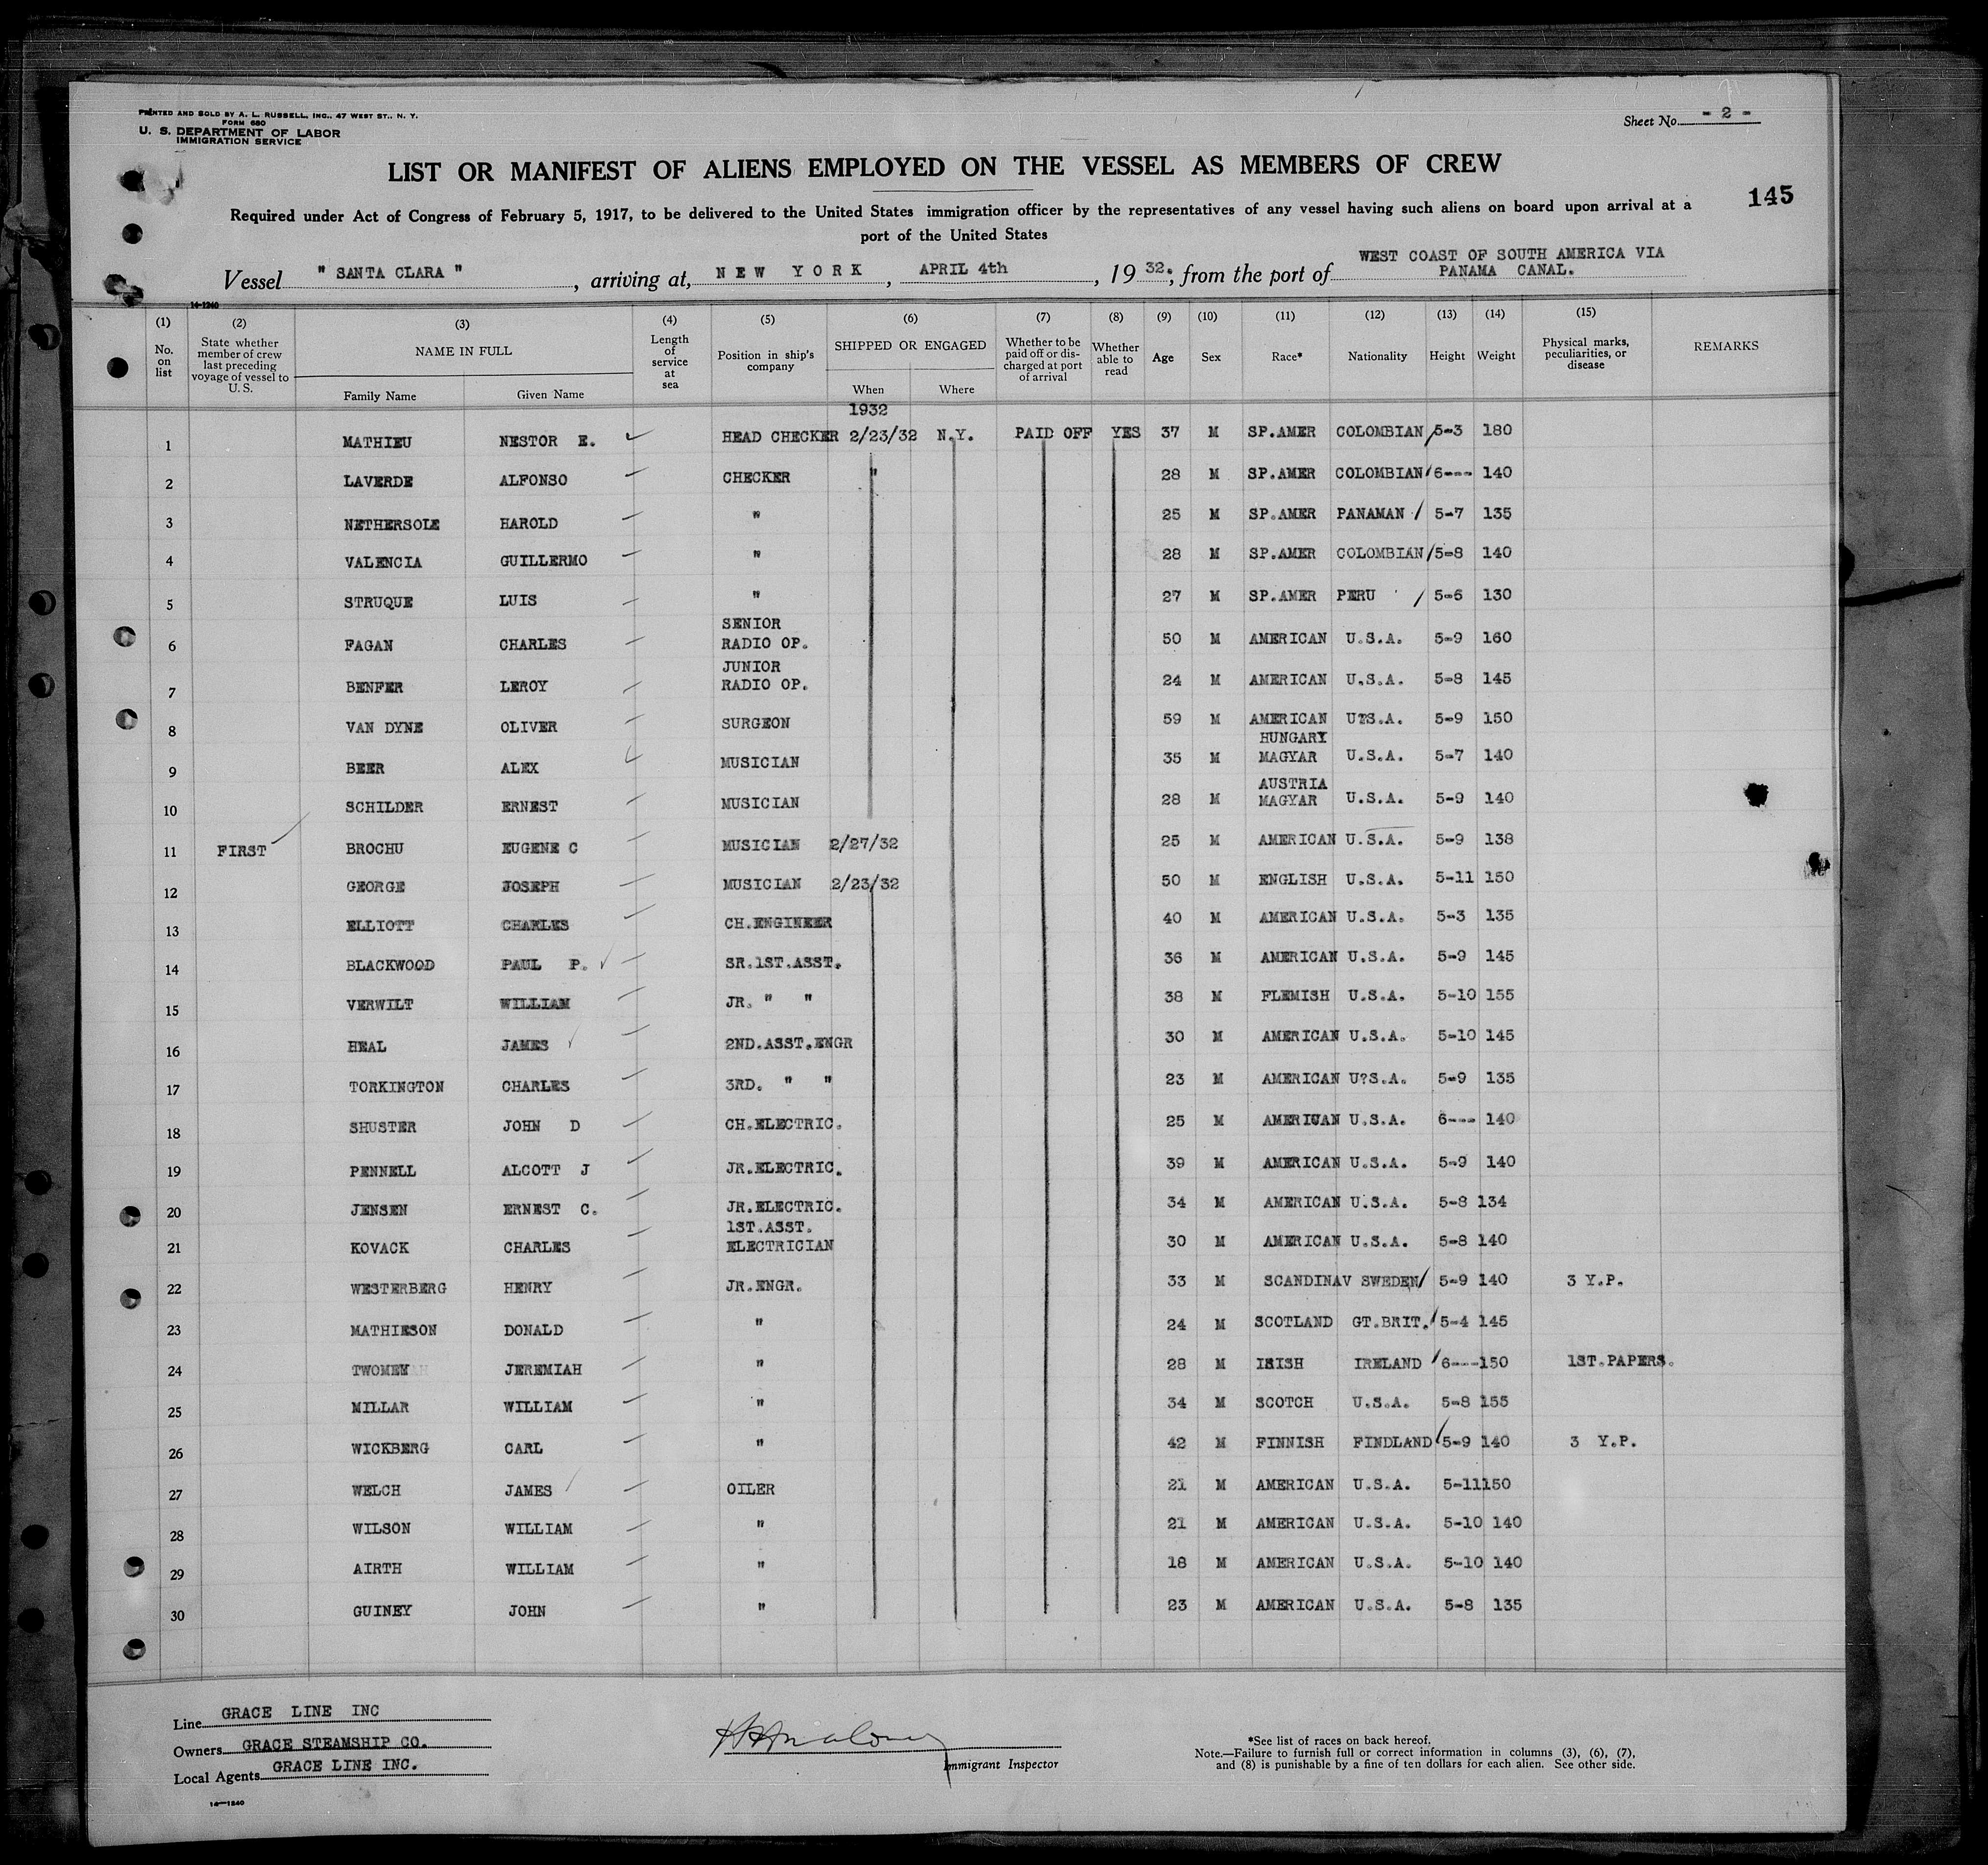 PRINTED AND SOLD BY A. L. RUSSELL, INC., 47 WEST ST., N. Y.
FORM 680
U. S. DEPARTMENT OF LABOR
IMMIGRATION SERVICE
Sheet No. - 2 -
LIST OR MANIFEST OF ALIENS EMPLOYED ON THE VESSEL AS MEMBERS OF CREW
145
Required under Act of Congress of February 5, 1917, to be delivered to the United States immigration officer by the representatives of any vessel having such aliens on board upon arrival at a
port of the United States
Vessel " SANTA CLARA ", arriving at, NEW YORK, APRIL 4th, 1932., from the port of WEST COAST OF SOUTH AMERICA VIA
PANAMA CANAL.
14-1240
(1) (2) (3) (4) (5) (6) (7) (8) (9) (10) (11) (12) (13) (14) (15)
No. on list State whether member of crew last preceding voyage of vessel to U. S. NAME IN FULL Length of service at sea Position in ship's company SHIPPED OR ENGAGED Whether to be paid off or discharged at port of arrival Whether able to read Age Sex Race* Nationality Height Weight Physical marks, peculiarities, or disease REMARKS
Family Name Given Name When Where
1932
1 MATHIEU NESTOR E. HEAD CHECKER 2/23/32 N.Y. PAID OFF YES 37 M SP.AMER COLOMBIAN 5-3 180
2 LAVERDE ALFONSO CHECKER " 28 M SP.AMER COLOMBIAN 6--- 140
3 NETHERSOLE HAROLD " 25 M SP.AMER PANAMAN 5-7 135
4 VALENCIA GUILLERMO " 28 M SP.AMER COLOMBIAN 5-8 140
5 STRUQUE LUIS " 27 M SP.AMER PERU 5-6 130
SENIOR
6 FAGAN CHARLES RADIO OP. 50 M AMERICAN U.S.A. 5-9 160
JUNIOR
7 BENFER LEROY RADIO OP. 24 M AMERICAN U.S.A. 5-8 145
8 VAN DYNE OLIVER SURGEON 59 M AMERICAN U?S.A. 5-9 150
HUNGARY
9 BEER ALEX MUSICIAN 35 M MAGYAR U.S.A. 5-7 140
AUSTRIA
10 SCHILDER ERNEST MUSICIAN 28 M MAGYAR U.S.A. 5-9 140
11 FIRST BROCHU EUGENE C MUSICIAN 2/27/32 25 M AMERICAN U.S.A. 5-9 138
12 GEORGE JOSEPH MUSICIAN 2/23/32 50 M ENGLISH U.S.A. 5-11 150
13 ELLIOTT CHARLES CH.ENGINEER 40 M AMERICAN U.S.A. 5-3 135
14 BLACKWOOD PAUL P. SR.1ST.ASST. 36 M AMERICAN U.S.A. 5-9 145
15 VERWILT WILLIAM JR. " " 38 M FLEMISH U.S.A. 5-10 155
16 HEAL JAMES 2ND.ASST.ENGR 30 M AMERICAN U.S.A. 5-10 145
17 TORKINGTON CHARLES 3RD. " " 23 M AMERICAN U?S.A. 5-9 135
18 SHUSTER JOHN D CH.ELECTRIC. 25 M AMERICAN U.S.A. 6--- 140
19 PENNELL ALCOTT J JR.ELECTRIC. 39 M AMERICAN U.S.A. 5-9 140
20 JENSEN ERNEST C. JR.ELECTRIC. 34 M AMERICAN U.S.A. 5-8 134
1ST.ASST.
21 KOVACK CHARLES ELECTRICIAN 30 M AMERICAN U.S.A. 5-8 140
22 WESTERBERG HENRY JR.ENGR. 33 M SCANDINAV SWEDEN 5-9 140 3 Y.P.
23 MATHIESON DONALD " 24 M SCOTLAND GT.BRIT. 5-4 145
24 TWOMEY JEREMIAH " 28 M IRISH IRELAND 6---150 1ST.PAPERS.
25 MILLAR WILLIAM " 34 M SCOTCH U.S.A. 5-8 155
26 WICKBERG CARL " 42 M FINNISH FINDLAND 5-9 140 3 Y.P.
27 WELCH JAMES OILER 21 M AMERICAN U.S.A. 5-11150
28 WILSON WILLIAM " 21 M AMERICAN U.S.A. 5-10 140
29 AIRTH WILLIAM " 18 M AMERICAN U.S.A. 5-10 140
30 GUINEY JOHN " 23 M AMERICAN U.S.A. 5-8 135
Line GRACE LINE INC
Owners GRACE STEAMSHIP CO.
Local Agents GRACE LINE INC.
14-1240
Immigrant Inspector
*See list of races on back hereof.
Note.—Failure to furnish full or correct information in columns (3), (6), (7),
and (8) is punishable by a fine of ten dollars for each alien. See other side.